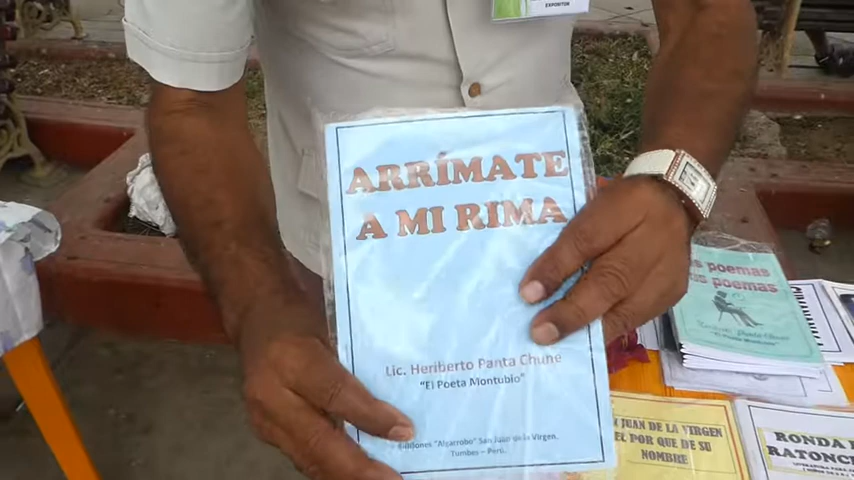 EXPOSITOR
ARRÍMATE
A MI RIMA
Lic. Heriberto Panta Chune
"El Poeta Montubio"
Ediciones "Algarrobo" San Juan de la Virgen
Tumbes – Perú.
poemas
poemas
JUAN DE LA VIRGEN
EL POR QUE DE SU
NOMBRE
RONDA
RATONC